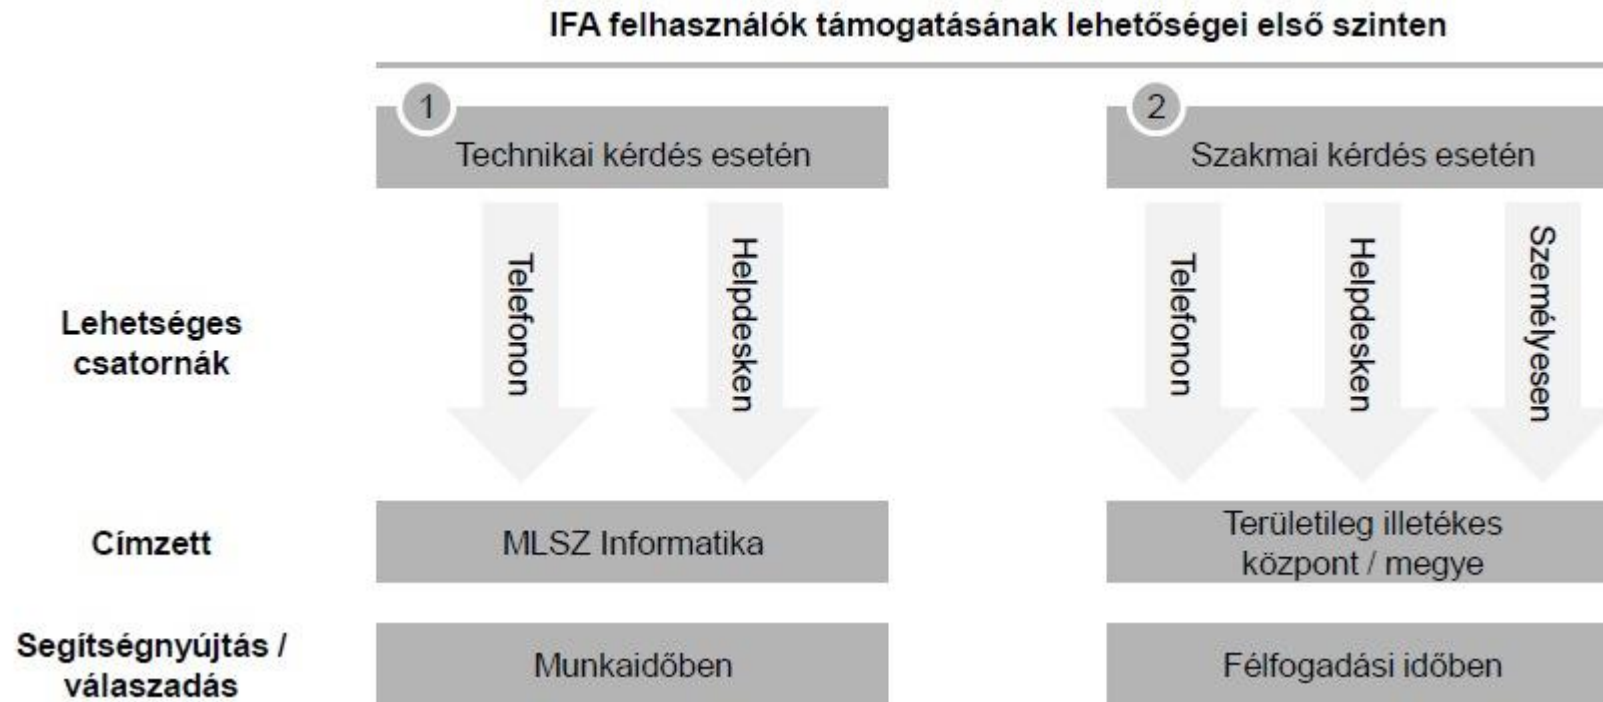 IFA felhasználók támogatásának lehetőségei első szinten
1
Technikai kérdés esetén
2
Szakmai kérdés esetén
Lehetséges
csatornák
Telefonon
Helpdesken
Telefonon
Helpdesken
Személyesen
Címzett
MLSZ Informatika
Területileg illetékes
központ / megye
Segítségnyújtás /
válaszadás
Munkaidőben
Félfogadási időben